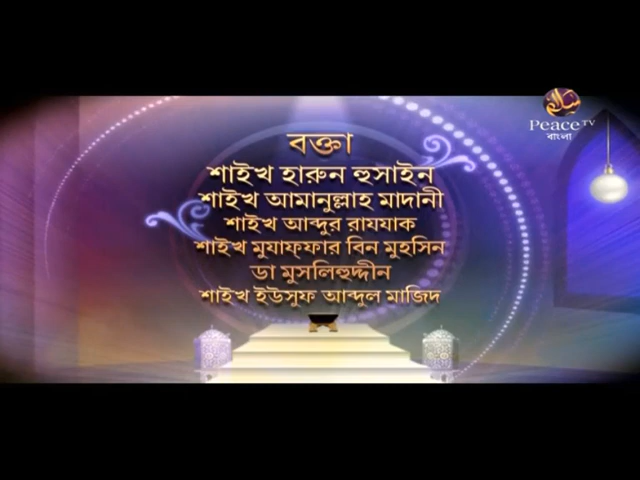 Peace TV
বাংলা
বক্তা
শাইখ হারুন হুসাইন
শাইখ আমানুল্লাহ মাদানী
শাইখ আব্দুর রাযযাক
শাইখ মুযাফ্ফার বিন মুহসিন
ডা মুসলিহুদ্দীন
শাইখ ইউসুফ আব্দুল মাজিদ